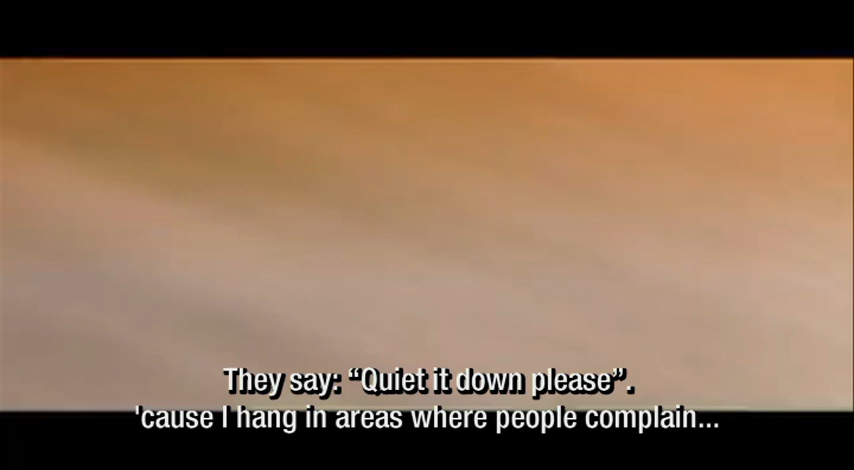 They say: “Quiet it down please”.
'cause I hang in areas where people complain...